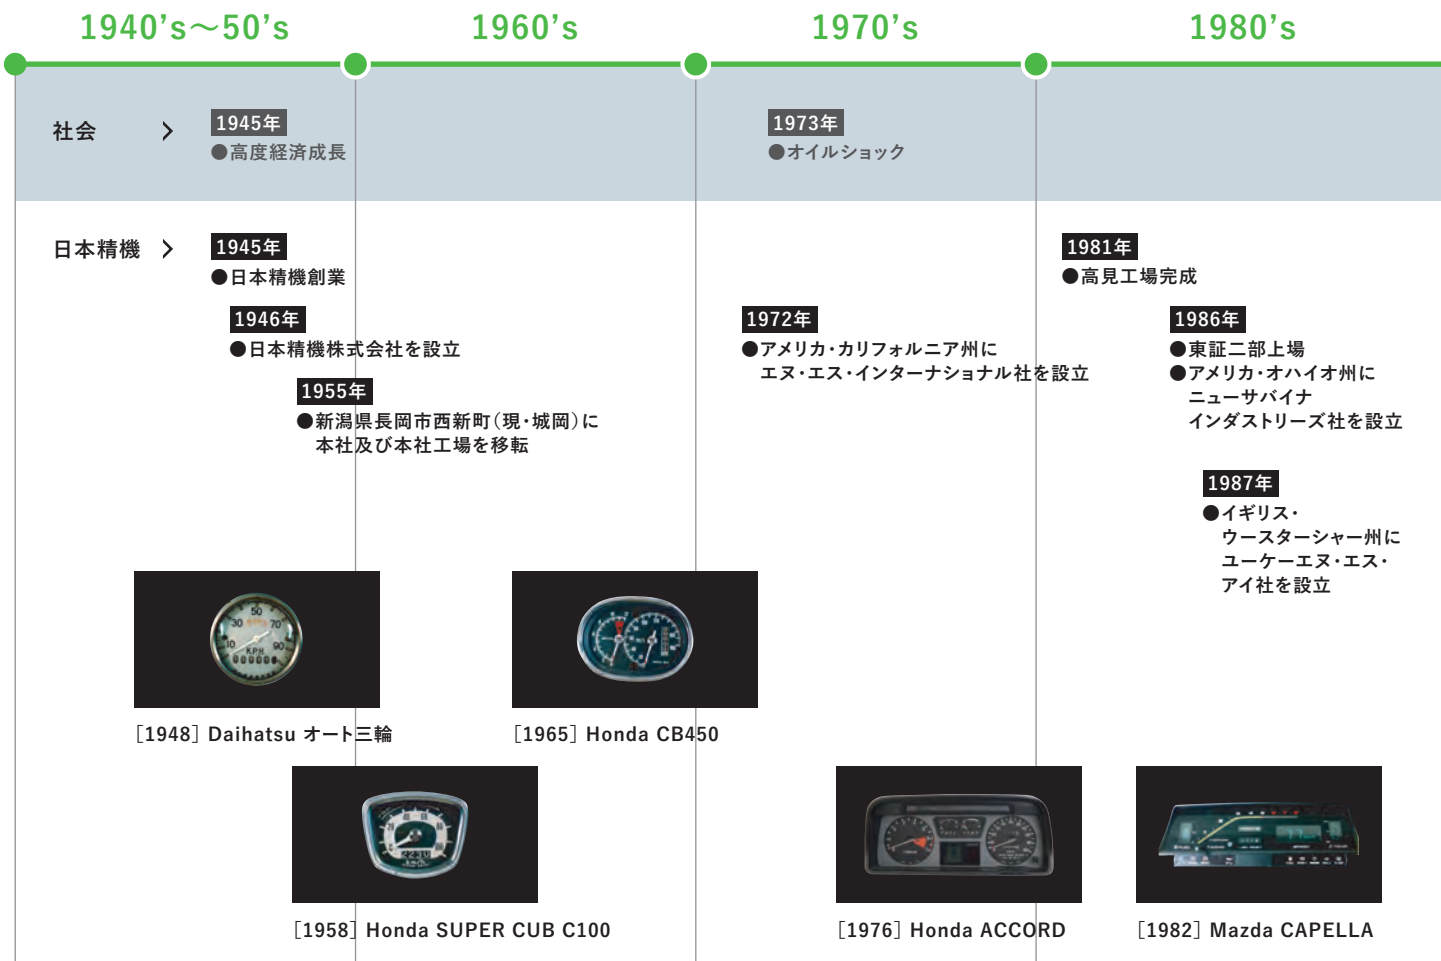 1940's～50's
1960's
1970's
1980's
社会
1945年
●高度経済成長
1973年
●オイルショック
日本精機
1945年
●日本精機創業
1946年
●日本精機株式会社を設立
1955年
●新潟県長岡市西新町（現・城岡）に
本社及び本社工場を移転
1972年
●アメリカ・カリフォルニア州に
エヌ・エス・インターナショナル社を設立
1981年
●高見工場完成
1986年
●東証二部上場
●アメリカ・オハイオ州に
ニューサバイナ
インダストリーズ社を設立
1987年
●イギリス・
ウースターシャー州に
ユーケーエヌ・エス・
アイ社を設立
10 30 50 70 90
K.P.H.
［1948］Daihatsu オート三輪
［1965］Honda CB450
［1958］Honda SUPER CUB C100
［1976］Honda ACCORD
［1982］Mazda CAPELLA